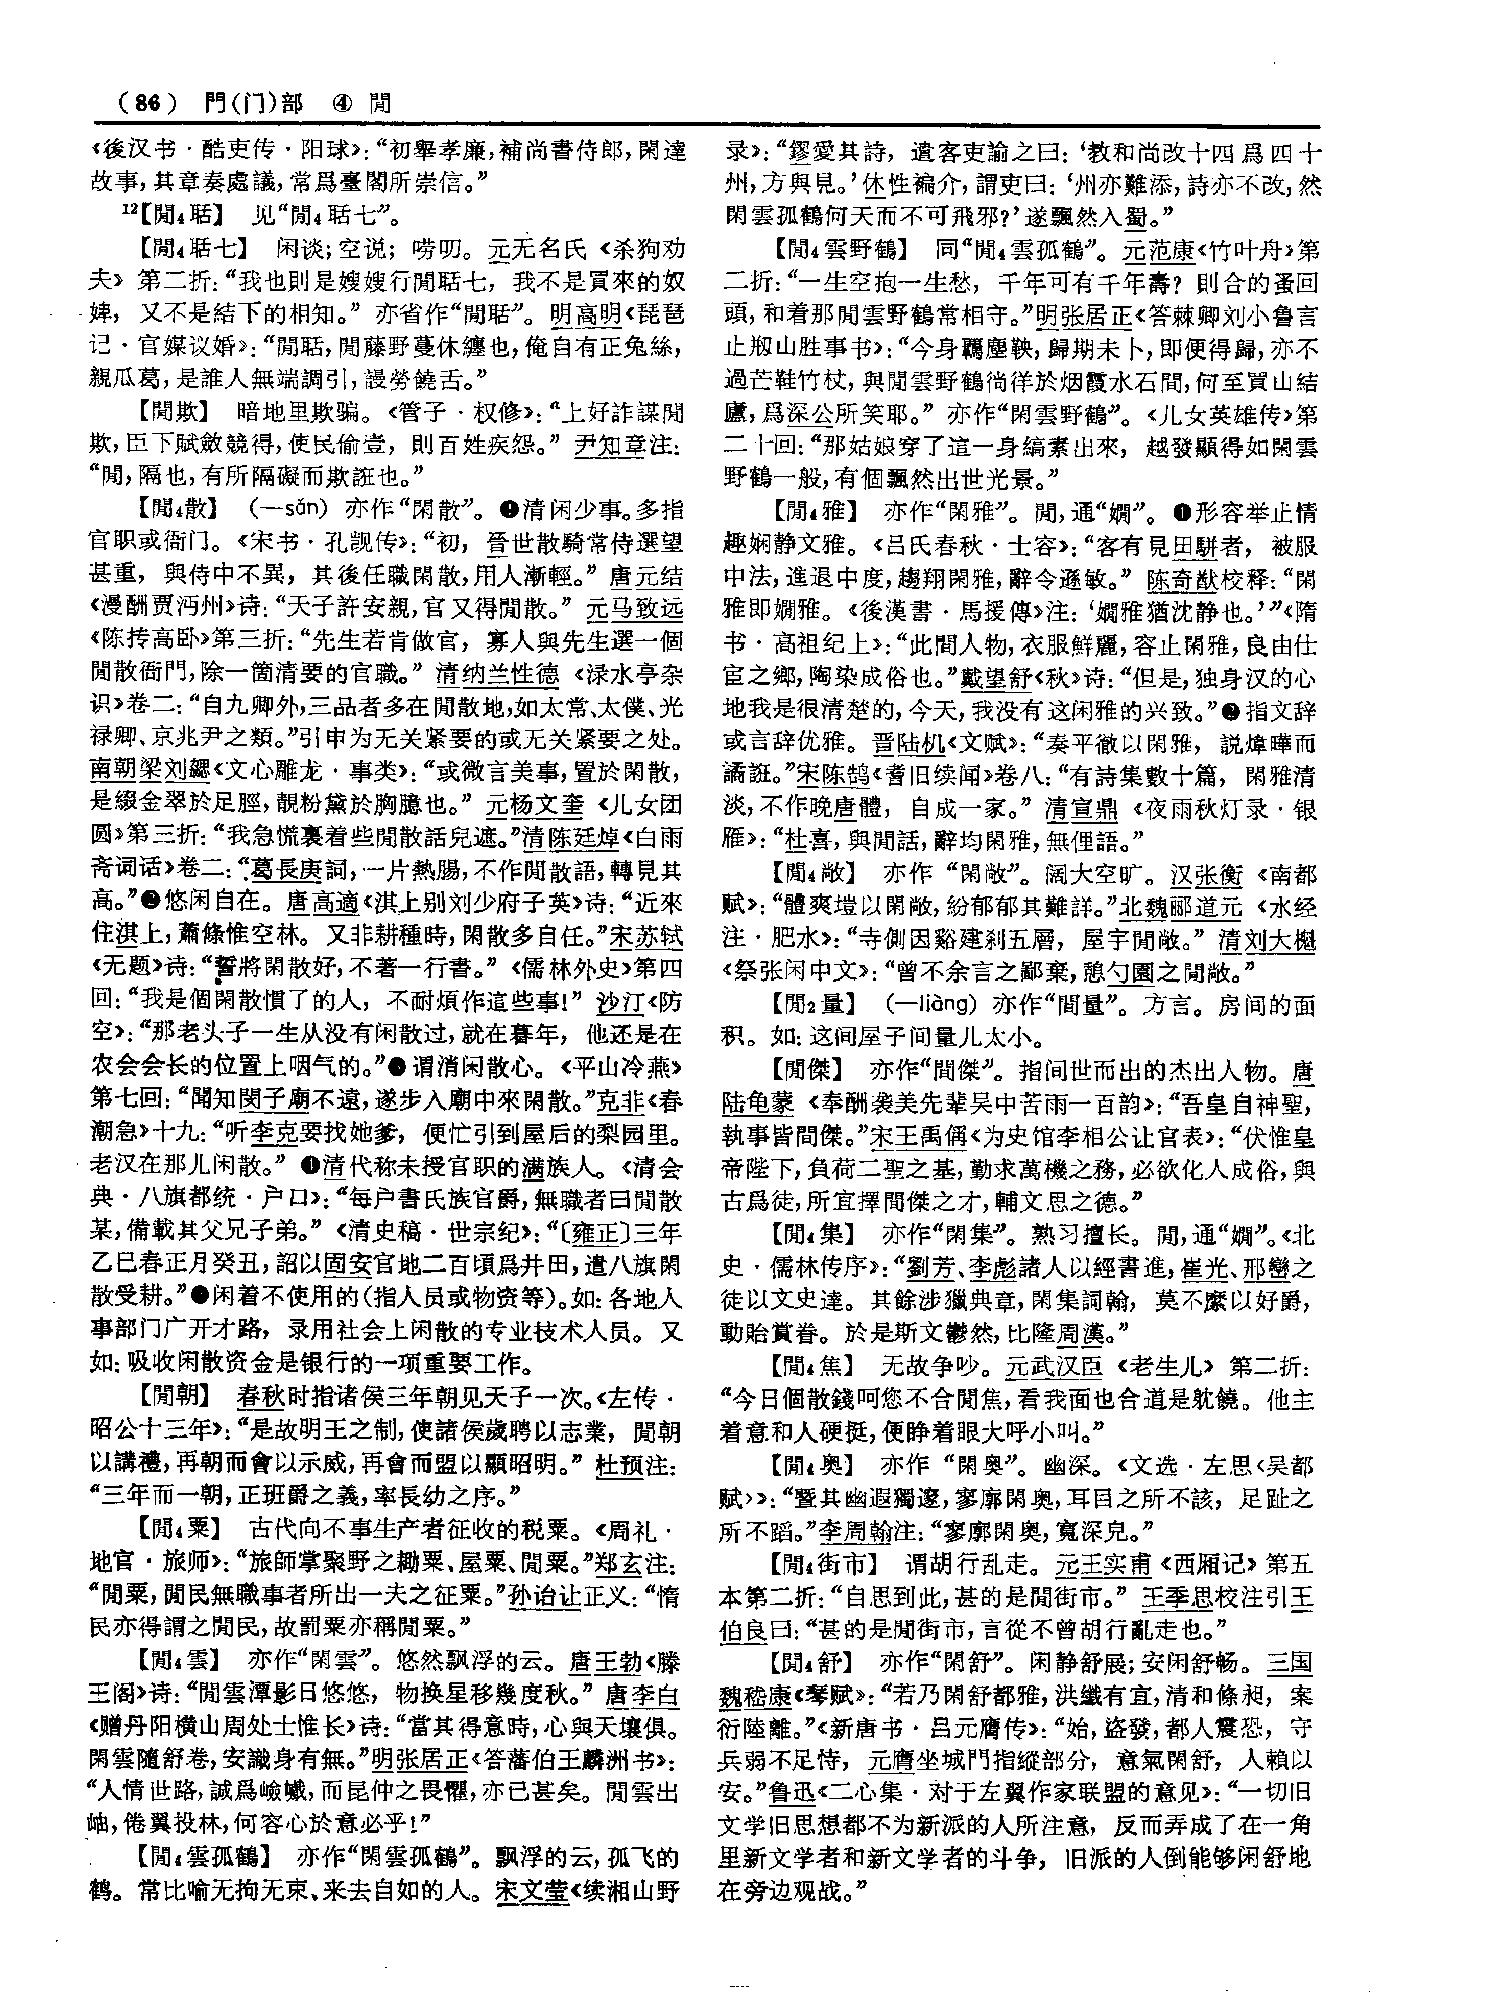 (86) 門(门)部 ④ 閒
《後汉书·酷吏传·阳球》:“初舉孝廉,補尚書侍郎,閑達
故事,其章奏處議,常爲臺閣所崇信。”
12【閒4聒】 见“閒4聒七”。
【閒4聒七】 闲谈;空说;唠叨。元无名氏《杀狗劝
夫》第二折:“我也則是嫂嫂行閒聒七,我不是買來的奴
婢,又不是結下的相知。”亦省作“閒聒”。明高明《琵琶
记·官媒议婚》:“閒聒,閒藤野蔓休纏也,俺自有正兔絲,
親瓜葛,是誰人無端調引,謾勞饒舌。”
【閒欺】 暗地里欺骗。《管子·权修》:“上好詐謀閒
欺,臣下賦斂競得,使民偷壹,則百姓疾怨。”尹知章注:
“閒,隔也,有所隔礙而欺誑也。”
【閒4散】 (—sǎn) 亦作“閑散”。❶清闲少事。多指
官职或衙门。《宋书·孔觊传》:“初,晉世散騎常侍選望
甚重,與侍中不異,其後任職閑散,用人漸輕。”唐元结
《漫酬贾沔州》诗:“天子許安親,官又得閒散。”元马致远
《陈抟高卧》第三折:“先生若肯做官,寡人與先生選一個
閒散衙門,除一箇清要的官職。”清纳兰性德《渌水亭杂
识》卷二:“自九卿外,三品者多在閒散地,如太常、太僕、光
禄卿、京兆尹之類。”引申为无关紧要的或无关紧要之处。
南朝梁刘勰《文心雕龙·事类》:“或微言美事,置於閑散,
是綴金翠於足脛,靚粉黛於胸臆也。”元杨文奎《儿女团
圆》第三折:“我急慌裏着些閒散話兒遮。”清陈廷焯《白雨
斋词话》卷二:“葛長庚詞,一片熱腸,不作閒散語,轉見其
高。”❷悠闲自在。唐高適《淇上别刘少府子英》诗:“近來
住淇上,蕭條惟空林。又非耕種時,閑散多自任。”宋苏轼
《无题》诗:“誓將閑散好,不著一行書。”《儒林外史》第四
回:“我是個閑散慣了的人,不耐煩作這些事!”沙汀《防
空》:“那老头子一生从没有闲散过,就在暮年,他还是在
农会会长的位置上咽气的。”❸谓消闲散心。《平山冷燕》
第七回:“聞知閔子廟不遠,遂步入廟中來閑散。”克非《春
潮急》十九:“听李克要找她爹,便忙引到屋后的梨园里。
老汉在那儿闲散。”❹清代称未授官职的满族人。《清会
典·八旗都统·户口》:“每户書氏族官爵,無職者曰閒散
某,備載其父兄子弟。”《清史稿·世宗纪》:“〔雍正〕三年
乙巳春正月癸丑,詔以固安官地二百頃爲井田,遣八旗閑
散受耕。”❺闲着不使用的(指人员或物资等)。如:各地人
事部门广开才路,录用社会上闲散的专业技术人员。又
如:吸收闲散资金是银行的一项重要工作。
【閒朝】 春秋时指诸侯三年朝见天子一次。《左传·
昭公十三年》:“是故明王之制,使諸侯歲聘以志業,閒朝
以講禮,再朝而會以示威,再會而盟以顯昭明。”杜预注:
“三年而一朝,正班爵之義,率長幼之序。”
【閒4粟】 古代向不事生产者征收的税粟。《周礼·
地官·旅师》:“旅師掌聚野之耡粟、屋粟、閒粟。”郑玄注:
“閒粟,閒民無職事者所出一夫之征粟。”孙诒让正义:“惰
民亦得謂之閒民,故罰粟亦稱閒粟。”
【閒4雲】 亦作“閑雲”。悠然飘浮的云。唐王勃《滕
王阁》诗:“閒雲潭影日悠悠,物换星移幾度秋。”唐李白
《赠丹阳横山周处士惟长》诗:“當其得意時,心與天壤俱。
閑雲隨舒卷,安識身有無。”明张居正《答藩伯王麟洲书》:
“人情世路,誠爲嶮巇,而昆仲之畏懼,亦已甚矣。閒雲出
岫,倦翼投林,何容心於意必乎!”
【閒4雲孤鶴】 亦作“閑雲孤鶴”。飘浮的云,孤飞的
鹤。常比喻无拘无束、来去自如的人。宋文莹《续湘山野
录》:“鏐愛其詩,遣客吏諭之曰:‘教和尚改十四爲四十
州,方與見。’休性褊介,謂吏曰:‘州亦難添,詩亦不改,然
閑雲孤鶴何天而不可飛邪?’遂飄然入蜀。”
【閒4雲野鶴】 同“閒4雲孤鶴”。元范康《竹叶舟》第
二折:“一生空抱一生愁,千年可有千年壽?則合的蚤回
頭,和着那閒雲野鶴常相守。”明张居正《答棘卿刘小鲁言
止刱山胜事书》:“今身羈塵鞅,歸期未卜,即便得歸,亦不
過芒鞋竹杖,與閒雲野鶴徜徉於烟霞水石間,何至買山結
廬,爲深公所笑耶。”亦作“閑雲野鶴”。《儿女英雄传》第
二十回:“那姑娘穿了這一身縞素出來,越發顯得如閑雲
野鶴一般,有個飄然出世光景。”
【閒4雅】 亦作“閑雅”。閒,通“嫺”。❶形容举止情
趣娴静文雅。《吕氏春秋·士容》:“客有見田駢者,被服
中法,進退中度,趨翔閑雅,辭令遜敏。”陈奇猷校释:“閑
雅即嫺雅。《後漢書·馬援傳》注:‘嫺雅猶沈静也。’”《隋
书·高祖纪上》:“此間人物,衣服鮮麗,容止閑雅,良由仕
宦之鄉,陶染成俗也。”戴望舒《秋》诗:“但是,独身汉的心
地我是很清楚的,今天,我没有这闲雅的兴致。”❷指文辞
或言辞优雅。晋陆机《文赋》:“奏平徹以閑雅,説煒曄而
譎誑。”宋陈鹄《耆旧续闻》卷八:“有詩集數十篇,閑雅清
淡,不作晚唐體,自成一家。”清宣鼎《夜雨秋灯录·银
雁》:“杜喜,與閒話,辭均閑雅,無俚語。”
【閒4敞】 亦作“閑敞”。阔大空旷。汉张衡《南都
赋》:“體爽塏以閑敞,紛郁郁其難詳。”北魏郦道元《水经
注·肥水》:“寺側因谿建刹五層,屋宇閒敞。”清刘大櫆
《祭张闲中文》:“曾不余言之鄙棄,憩勺園之閒敞。”
【閒2量】 (—liàng) 亦作“間量”。方言。房间的面
积。如:这间屋子间量儿太小。
【閒傑】 亦作“間傑”。指间世而出的杰出人物。唐
陆龟蒙《奉酬袭美先辈吴中苦雨一百韵》:“吾皇自神聖,
執事皆間傑。”宋王禹偁《为史馆李相公让官表》:“伏惟皇
帝陛下,負荷二聖之基,勤求萬機之務,必欲化人成俗,與
古爲徒,所宜擇間傑之才,輔文思之德。”
【閒4集】 亦作“閑集”。熟习擅长。閒,通“嫺”。《北
史·儒林传序》:“劉芳、李彪諸人以經書進,崔光、邢巒之
徒以文史達。其餘涉獵典章,閑集詞翰,莫不縻以好爵,
動貽賞眷。於是斯文鬱然,比隆周漢。”
【閒4焦】 无故争吵。元武汉臣《老生儿》第二折:
“今日個散錢呵您不合閒焦,看我面也合道是躭饒。他主
着意和人硬挺,便睁着眼大呼小叫。”
【閒4奥】 亦作“閑奥”。幽深。《文选·左思〈吴都
赋〉》:“暨其幽遐獨邃,寥廓閑奥,耳目之所不該,足趾之
所不蹈。”李周翰注:“寥廓閑奥,寬深皃。”
【閒4街市】 谓胡行乱走。元王实甫《西厢记》第五
本第二折:“自思到此,甚的是閒街市。”王季思校注引王
伯良曰:“甚的是閒街市,言從不曾胡行亂走也。”
【閒4舒】 亦作“閑舒”。闲静舒展;安闲舒畅。三国
魏嵇康《琴赋》:“若乃閑舒都雅,洪纖有宜,清和條昶,案
衍陸離。”《新唐书·吕元膺传》:“始,盗發,都人震恐,守
兵弱不足恃,元膺坐城門指縱部分,意氣閑舒,人賴以
安。”鲁迅《二心集·对于左翼作家联盟的意见》:“一切旧
文学旧思想都不为新派的人所注意,反而弄成了在一角
里新文学者和新文学者的斗争,旧派的人倒能够闲舒地
在旁边观战。”